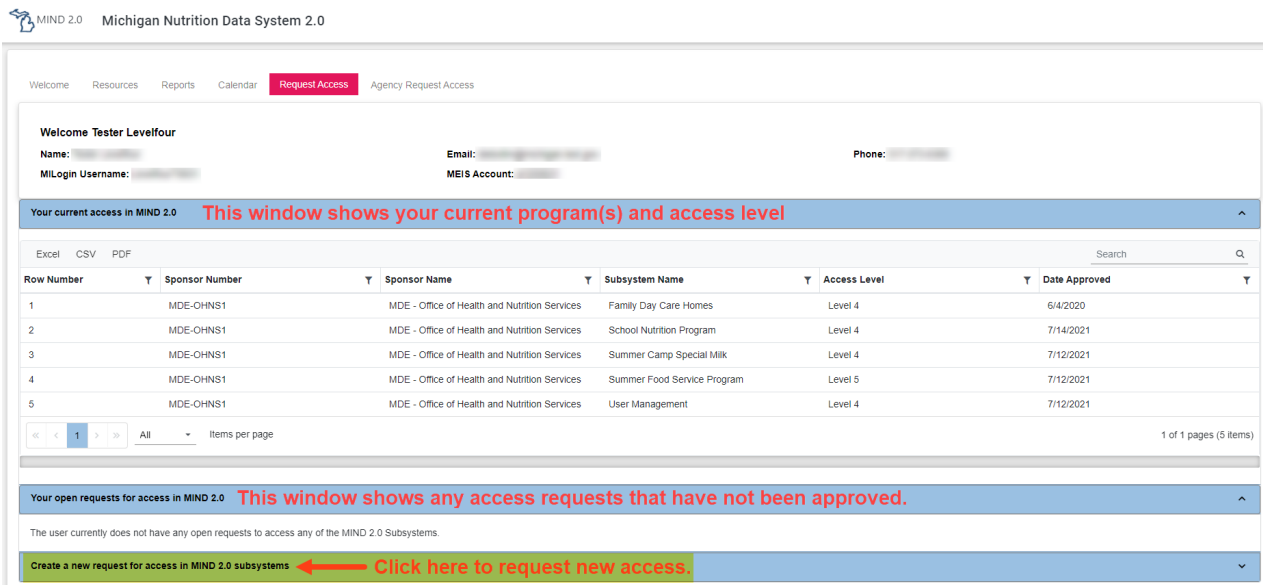 MIND 2.0 Michigan Nutrition Data System 2.0
Welcome Resources Reports Calendar Request Access Agency Request Access
Welcome Tester Levelfour
Name: Email: Phone:
MILogin Username: MEIS Account:
Your current access in MIND 2.0 This window shows your current program(s) and access level
Excel CSV PDF Search
Row Number Sponsor Number Sponsor Name Subsystem Name Access Level Date Approved
1 MDE-OHNS1 MDE - Office of Health and Nutrition Services Family Day Care Homes Level 4 6/4/2020
2 MDE-OHNS1 MDE - Office of Health and Nutrition Services School Nutrition Program Level 4 7/14/2021
3 MDE-OHNS1 MDE - Office of Health and Nutrition Services Summer Camp Special Milk Level 4 7/12/2021
4 MDE-OHNS1 MDE - Office of Health and Nutrition Services Summer Food Service Program Level 5 7/12/2021
5 MDE-OHNS1 MDE - Office of Health and Nutrition Services User Management Level 4 7/12/2021
1 All Items per page 1 of 1 pages (5 items)
Your open requests for access in MIND 2.0 This window shows any access requests that have not been approved.
The user currently does not have any open requests to access any of the MIND 2.0 Subsystems.
Create a new request for access in MIND 2.0 subsystems Click here to request new access.